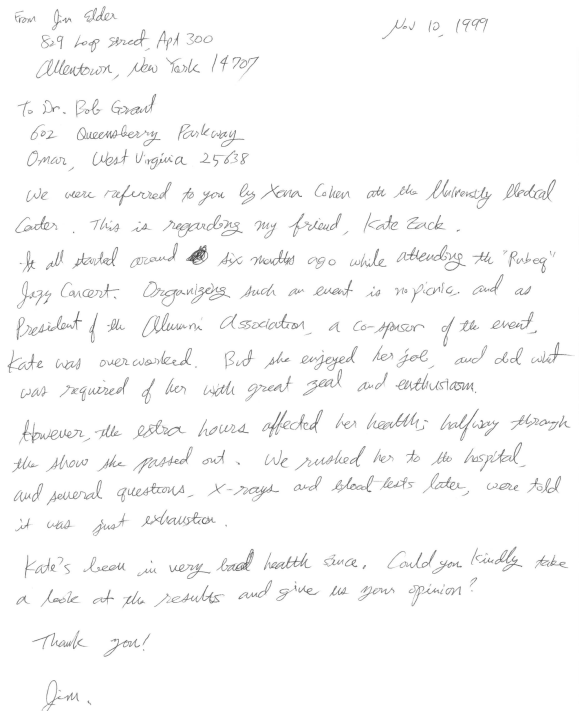 From Jim Elder
Nov 10, 1999
829 Loop Street, Apt 300
Allentown, New York 14707
To Dr. Bob Grant
602 Queensberry Parkway
Omar, West Virginia 25638
We were referred to you by Xena Cohen at the University Medical
Center. This is regarding my friend, Kate Zack.
It all started around six months ago while attending the "Rubeq"
Jazz Concert. Organizing such an event is no picnic, and as
President of the Alumni Association, a co-sponsor of the event,
Kate was overworked. But she enjoyed her job, and did what
was required of her with great zeal and enthusiasm.
However, the extra hours affected her health; halfway through
the show she passed out. We rushed her to the hospital,
and several questions, x-rays and blood tests later, were told
it was just exhaustion.
Kate's been in very bad health since. Could you kindly take
a look at the results and give us your opinion?
Thank you!
Jim.